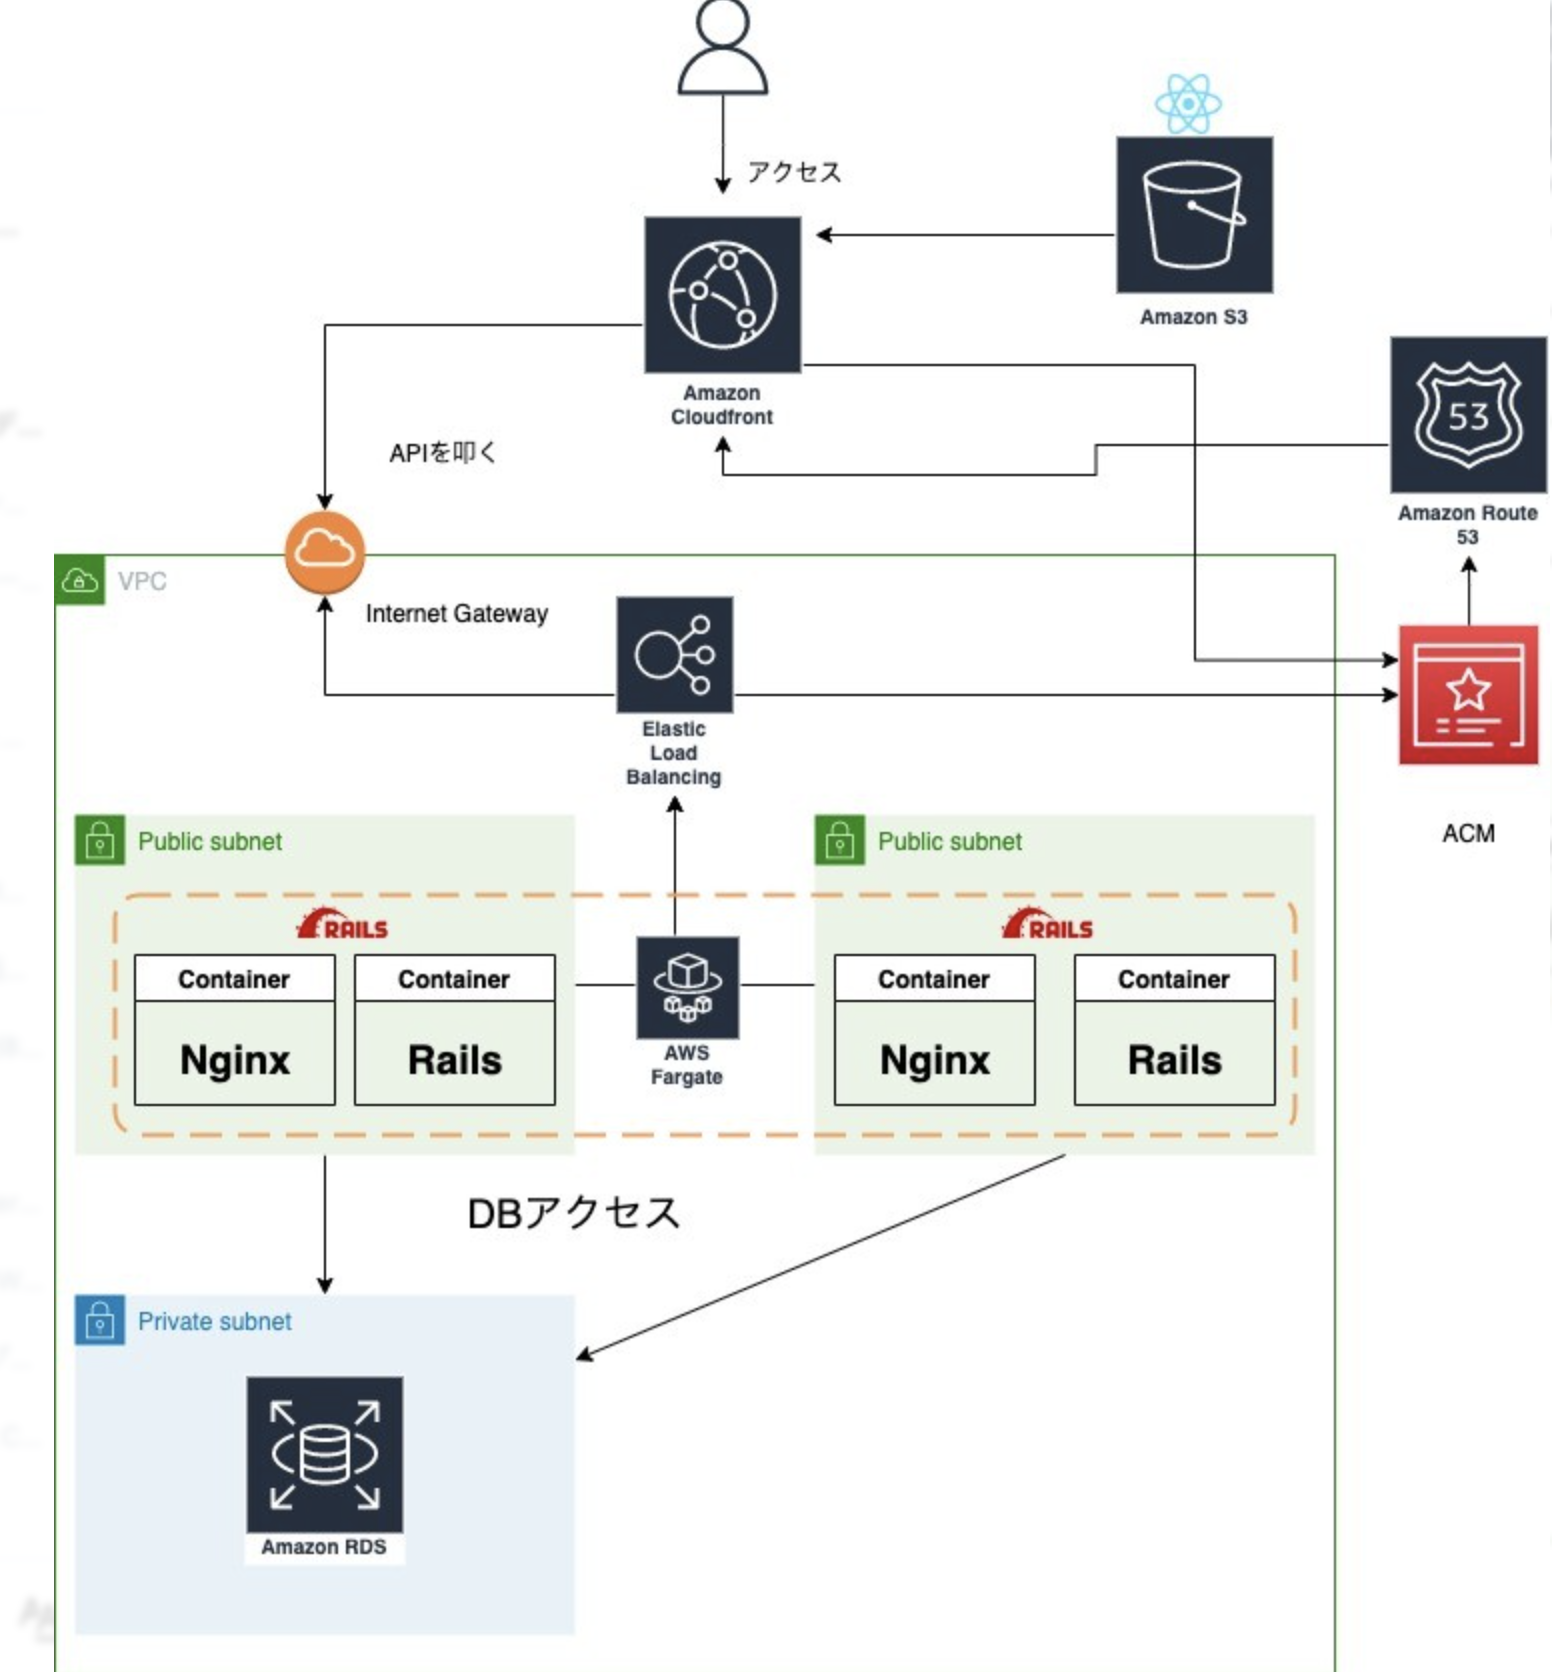 アクセス
Amazon S3
Amazon
Cloudfront
53
APIを叩く
Amazon Route
53
VPC
Internet Gateway
Elastic
Load
Balancing
ACM
Public subnet
Public subnet
RAILS
RAILS
Container
Container
Container
Container
Nginx
Rails
AWS
Fargate
Nginx
Rails
DBアクセス
Private subnet
Amazon RDS